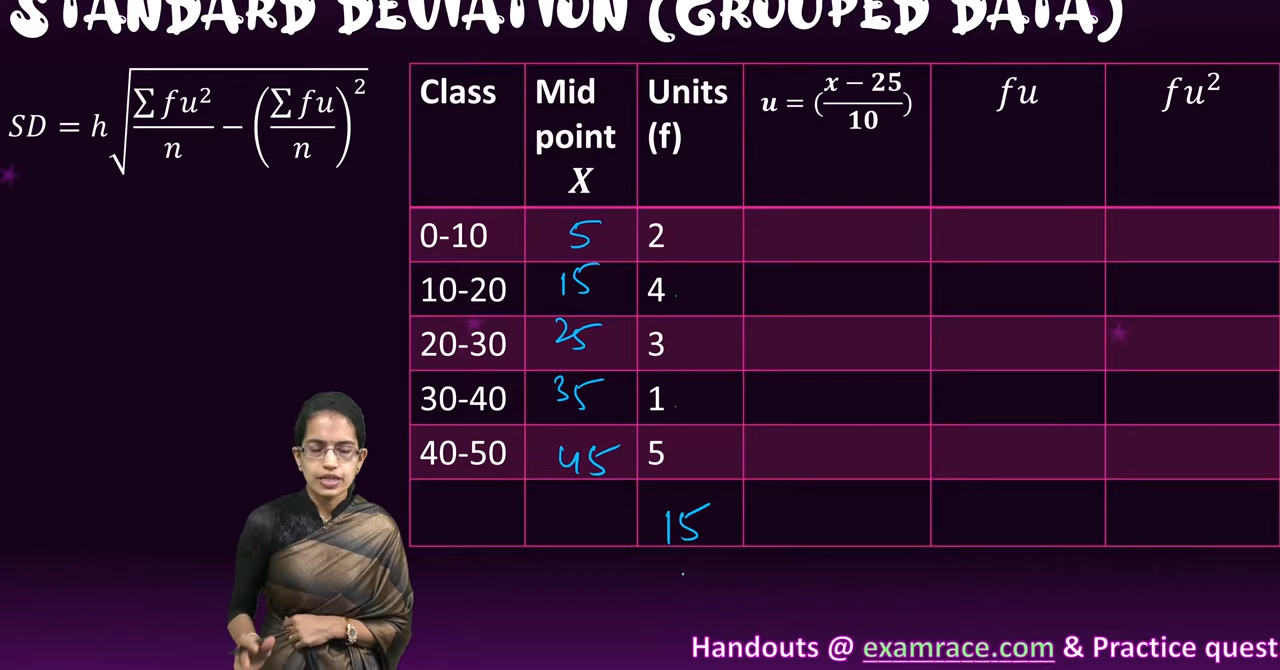 STANDARD DEVIATION (GROUPED DATA)
SD = h √(∑fu²/n − (∑fu/n)²)
Class | Mid point X | Units (f) | u = (x − 25/10) | fu | fu²
0-10 | 5 | 2
10-20 | 15 | 4
20-30 | 25 | 3
30-40 | 35 | 1
40-50 | 45 | 5
15
Handouts @ examrace.com & Practice quest